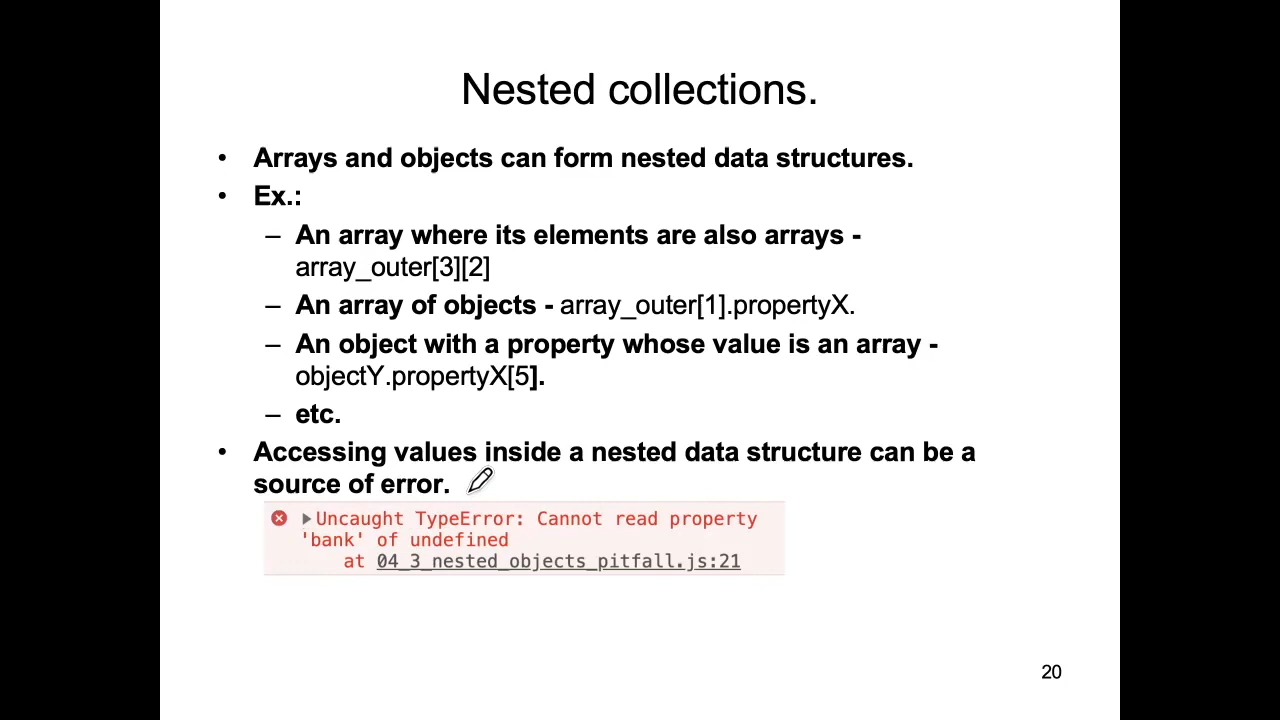 Nested collections.
• Arrays and objects can form nested data structures.
• Ex.:
– An array where its elements are also arrays -
array_outer[3][2]
– An array of objects - array_outer[1].propertyX.
– An object with a property whose value is an array -
objectY.propertyX[5].
– etc.
• Accessing values inside a nested data structure can be a
source of error.
Uncaught TypeError: Cannot read property
'bank' of undefined
at 04_3_nested_objects_pitfall.js:21
20